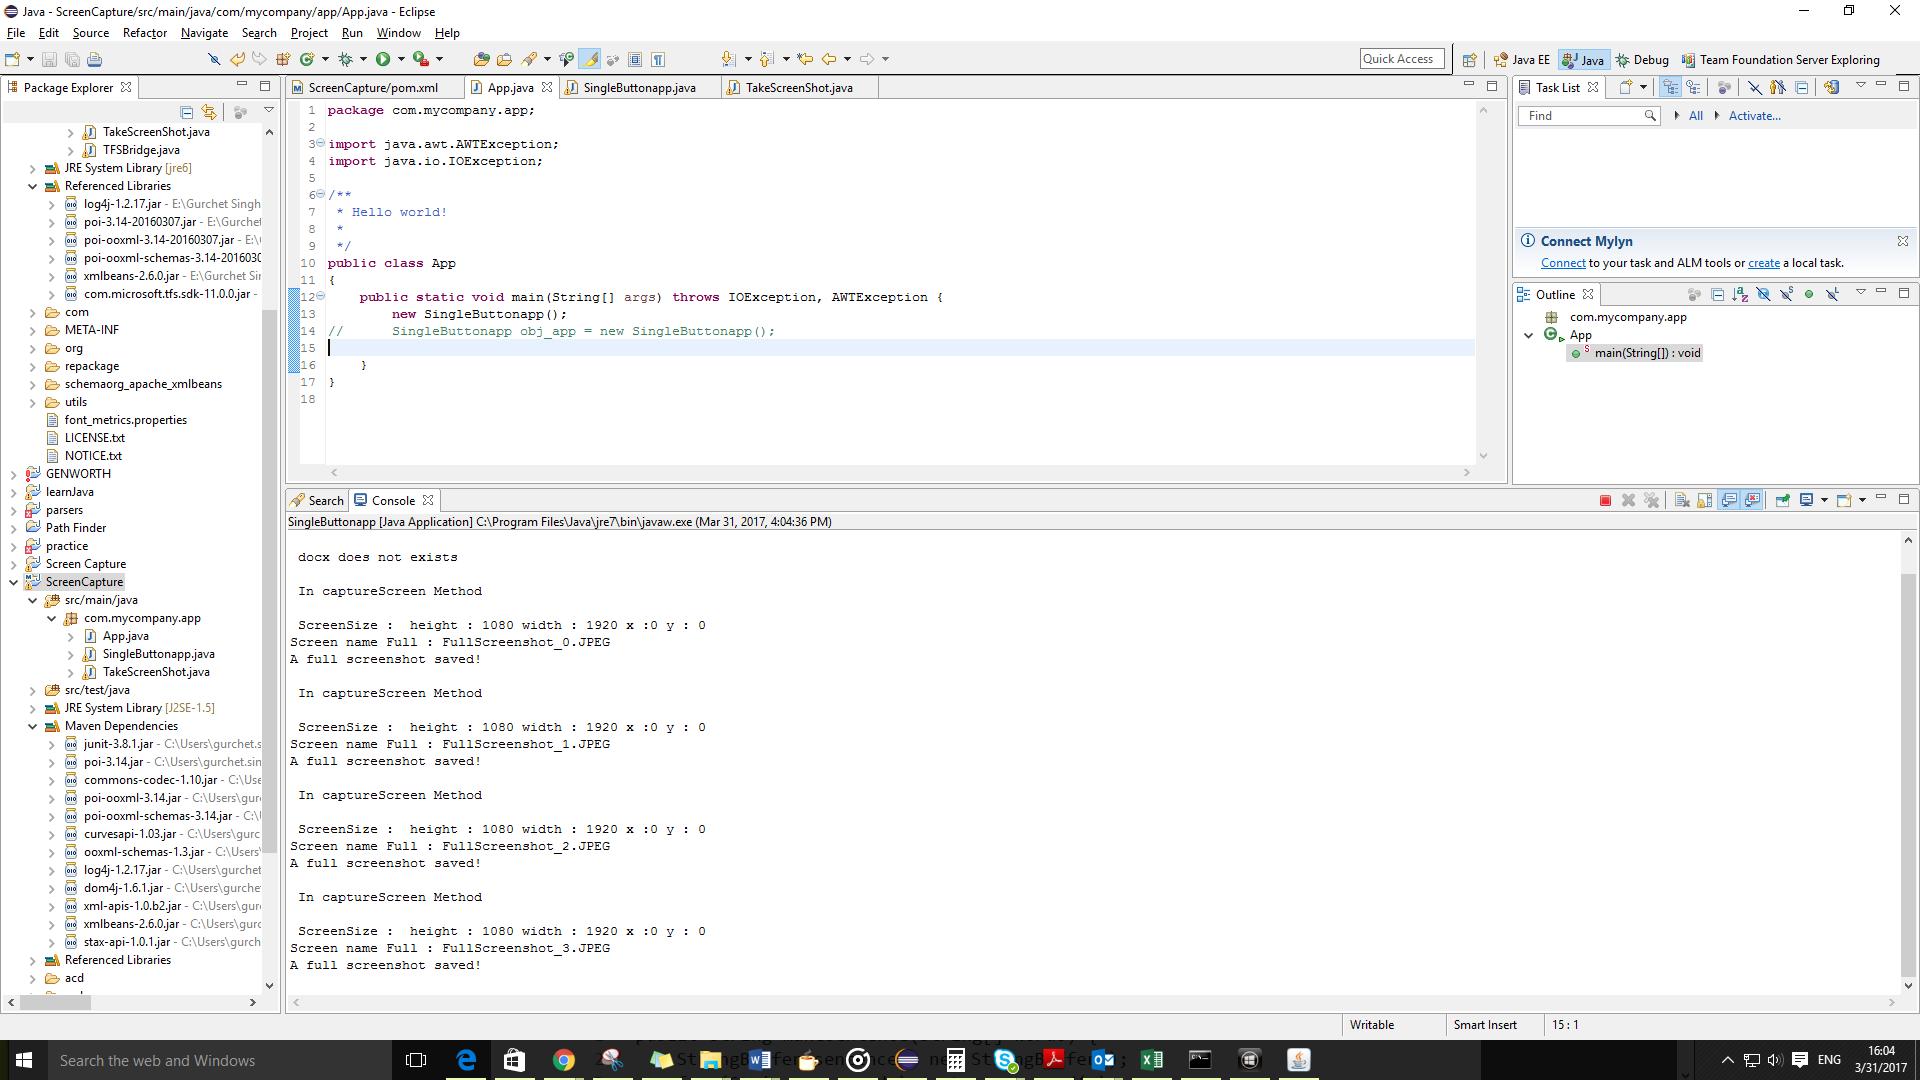 Java - ScreenCapture/src/main/java/com/mycompany/app/App.java - Eclipse
File Edit Source Refactor Navigate Search Project Run Window Help
Quick Access Java EE Java Debug Team Foundation Server Exploring
Package Explorer
TakeScreenShot.java
TFSBridge.java
JRE System Library [jre6]
Referenced Libraries
log4j-1.2.17.jar - E:\Gurchet Singh
poi-3.14-20160307.jar - E:\Gurchet
poi-ooxml-3.14-20160307.jar - E:\
poi-ooxml-schemas-3.14-2016030
xmlbeans-2.6.0.jar - E:\Gurchet Sir
com.microsoft.tfs.sdk-11.0.0.jar -
com
META-INF
org
repackage
schemaorg_apache_xmlbeans
utils
font_metrics.properties
LICENSE.txt
NOTICE.txt
GENWORTH
learnJava
parsers
Path Finder
practice
Screen Capture
ScreenCapture
src/main/java
com.mycompany.app
App.java
SingleButtonapp.java
TakeScreenShot.java
src/test/java
JRE System Library [J2SE-1.5]
Maven Dependencies
junit-3.8.1.jar - C:\Users\gurchet.s
poi-3.14.jar - C:\Users\gurchet.sin
commons-codec-1.10.jar - C:\Use
poi-ooxml-3.14.jar - C:\Users\gur
poi-ooxml-schemas-3.14.jar - C:\
curvesapi-1.03.jar - C:\Users\gurc
ooxml-schemas-1.3.jar - C:\Users\
log4j-1.2.17.jar - C:\Users\gurche
dom4j-1.6.1.jar - C:\Users\gurchet
xml-apis-1.0.b2.jar - C:\Users\gur
xmlbeans-2.6.0.jar - C:\Users\gurc
stax-api-1.0.1.jar - C:\Users\gurch
Referenced Libraries
acd
ScreenCapture/pom.xml App.java SingleButtonapp.java TakeScreenShot.java
1 package com.mycompany.app;
2
3 import java.awt.AWTException;
4 import java.io.IOException;
5
6 /**
7 * Hello world!
8 *
9 */
10 public class App
11 {
12 public static void main(String[] args) throws IOException, AWTException {
13 new SingleButtonapp();
14 // SingleButtonapp obj_app = new SingleButtonapp();
15
16 }
17 }
18
Search Console
SingleButtonapp [Java Application] C:\Program Files\Java\jre7\bin\javaw.exe (Mar 31, 2017, 4:04:36 PM)
docx does not exists
In captureScreen Method
ScreenSize :  height : 1080 width : 1920 x :0 y : 0
Screen name Full : FullScreenshot_0.JPEG
A full screenshot saved!
In captureScreen Method
ScreenSize :  height : 1080 width : 1920 x :0 y : 0
Screen name Full : FullScreenshot_1.JPEG
A full screenshot saved!
In captureScreen Method
ScreenSize :  height : 1080 width : 1920 x :0 y : 0
Screen name Full : FullScreenshot_2.JPEG
A full screenshot saved!
In captureScreen Method
ScreenSize :  height : 1080 width : 1920 x :0 y : 0
Screen name Full : FullScreenshot_3.JPEG
A full screenshot saved!
Task List
Find All Activate...
Connect Mylyn
Connect to your task and ALM tools or create a local task.
Outline
com.mycompany.app
App
main(String[]) : void
Writable Smart Insert 15 : 1
Search the web and Windows
ENG
16:04
3/31/2017